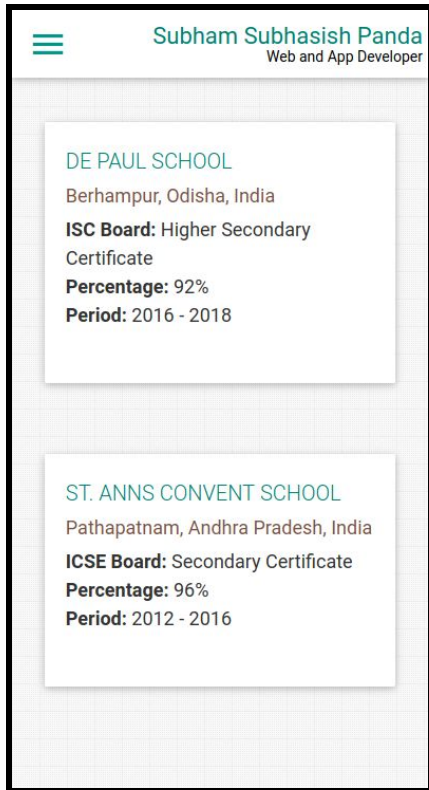 Subham Subhasish Panda
Web and App Developer
DE PAUL SCHOOL
Berhampur, Odisha, India
ISC Board: Higher Secondary
Certificate
Percentage: 92%
Period: 2016 - 2018
ST. ANNS CONVENT SCHOOL
Pathapatnam, Andhra Pradesh, India
ICSE Board: Secondary Certificate
Percentage: 96%
Period: 2012 - 2016